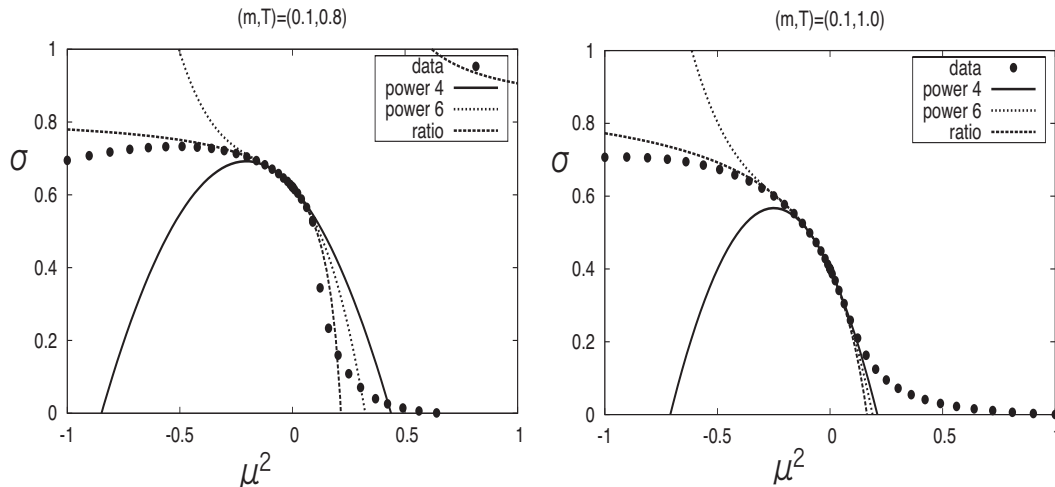 (m,T)=(0.1,0.8)
1
0.8
0.6
0.4
0.2
0
σ
-1 -0.5 0 0.5 1
μ²
data
power 4
power 6
ratio
(m,T)=(0.1,1.0)
1
0.8
0.6
0.4
0.2
0
σ
-1 -0.5 0 0.5 1
μ²
data
power 4
power 6
ratio